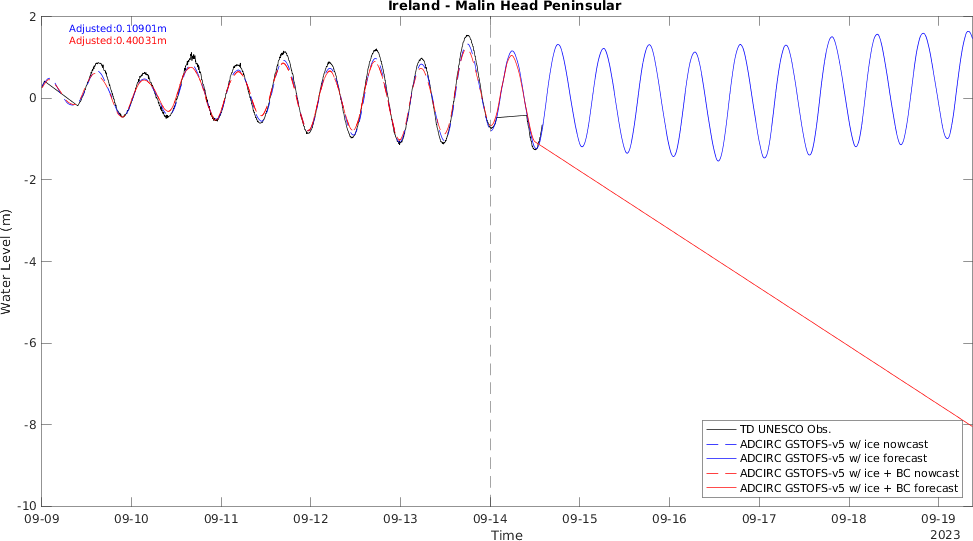 Ireland - Malin Head Peninsular
Adjusted:0.10901m
Adjusted:0.40031m
2
0
-2
-4
-6
-8
-10
Water Level (m)
TD UNESCO Obs.
ADCIRC GSTOFS-v5 w/ ice nowcast
ADCIRC GSTOFS-v5 w/ ice forecast
ADCIRC GSTOFS-v5 w/ ice + BC nowcast
ADCIRC GSTOFS-v5 w/ ice + BC forecast
09-09 09-10 09-11 09-12 09-13 09-14 09-15 09-16 09-17 09-18 09-19
2023
Time